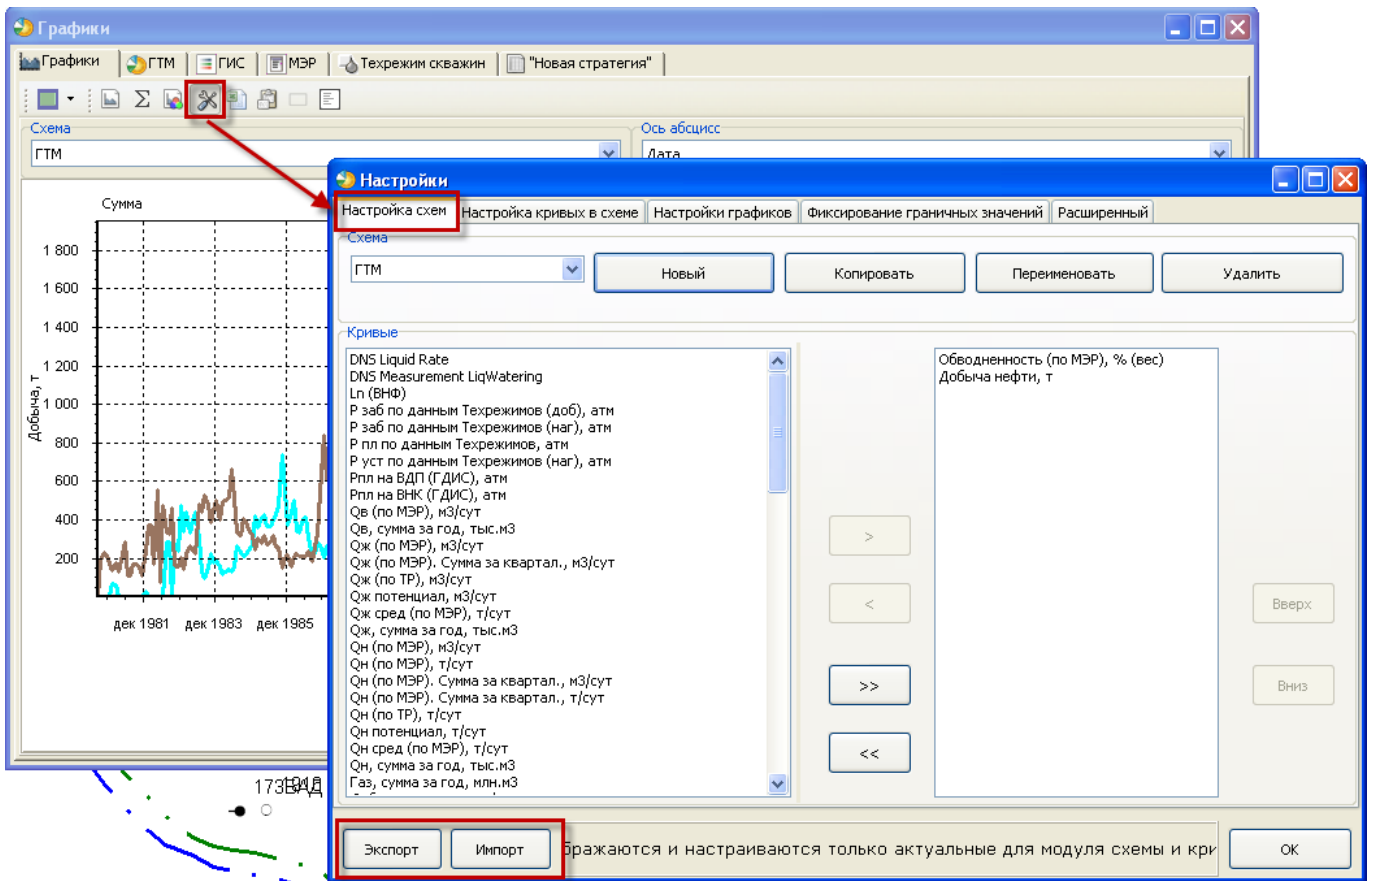 Графики
Графики ГТМ ГИС МЭР Техрежим скважин "Новая стратегия"
Схема
Ось абсцисс
ГТМ
Дата
Сумма
1 800
1 600
1 400
1 200
1 000
800
600
400
200
Добыча, т
дек 1981 дек 1983 дек 1985
Настройки
Настройка схем Настройка кривых в схеме Настройки графиков Фиксирование граничных значений Расширенный
Схема
ГТМ
Новый
Копировать
Переименовать
Удалить
Кривые
DNS Liquid Rate
DNS Measurement LiqWatering
Ln (ВНФ)
Р заб по данным Техрежимов (доб), атм
Р заб по данным Техрежимов (наг), атм
Р пл по данным Техрежимов, атм
Р уст по данным Техрежимов (наг), атм
Рпл на ВДП (ГДИС), атм
Рпл на ВНК (ГДИС), атм
Qв (по МЭР), м3/сут
Qв, сумма за год, тыс.м3
Qж (по МЭР), м3/сут
Qж (по МЭР). Сумма за квартал., м3/сут
Qж (по ТР), м3/сут
Qж потенциал, м3/сут
Qж сред (по МЭР), т/сут
Qж, сумма за год, тыс.м3
Qн (по МЭР), м3/сут
Qн (по МЭР), т/сут
Qн (по МЭР). Сумма за квартал., м3/сут
Qн (по МЭР). Сумма за квартал., т/сут
Qн (по ТР), т/сут
Qн потенциал, т/сут
Qн сред (по МЭР), т/сут
Qн, сумма за год, тыс.м3
Газ, сумма за год, млн.м3
Обводненность (по МЭР), % (вес)
Добыча нефти, т
>
<
>>
<<
Вверх
Вниз
Экспорт
Импорт
бражаются и настраиваются только актуальные для модуля схемы и кри
OK